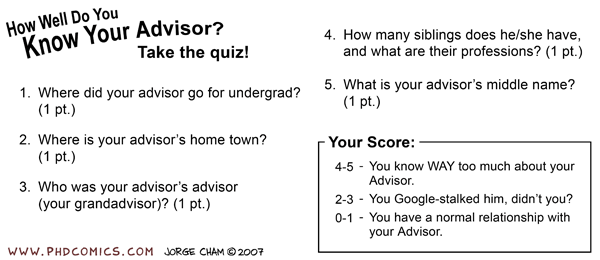 How Well Do You
Know Your Advisor?
Take the quiz!
1. Where did your advisor go for undergrad?
(1 pt.)
2. Where is your advisor's home town?
(1 pt.)
3. Who was your advisor's advisor
(your grandadvisor)? (1 pt.)
4. How many siblings does he/she have,
and what are their professions? (1 pt.)
5. What is your advisor's middle name?
(1 pt.)
Your Score:
4-5 - You know WAY too much about your
Advisor.
2-3 - You Google-stalked him, didn't you?
0-1 - You have a normal relationship with
your Advisor.
WWW.PHDCOMICS.COM JORGE CHAM © 2007